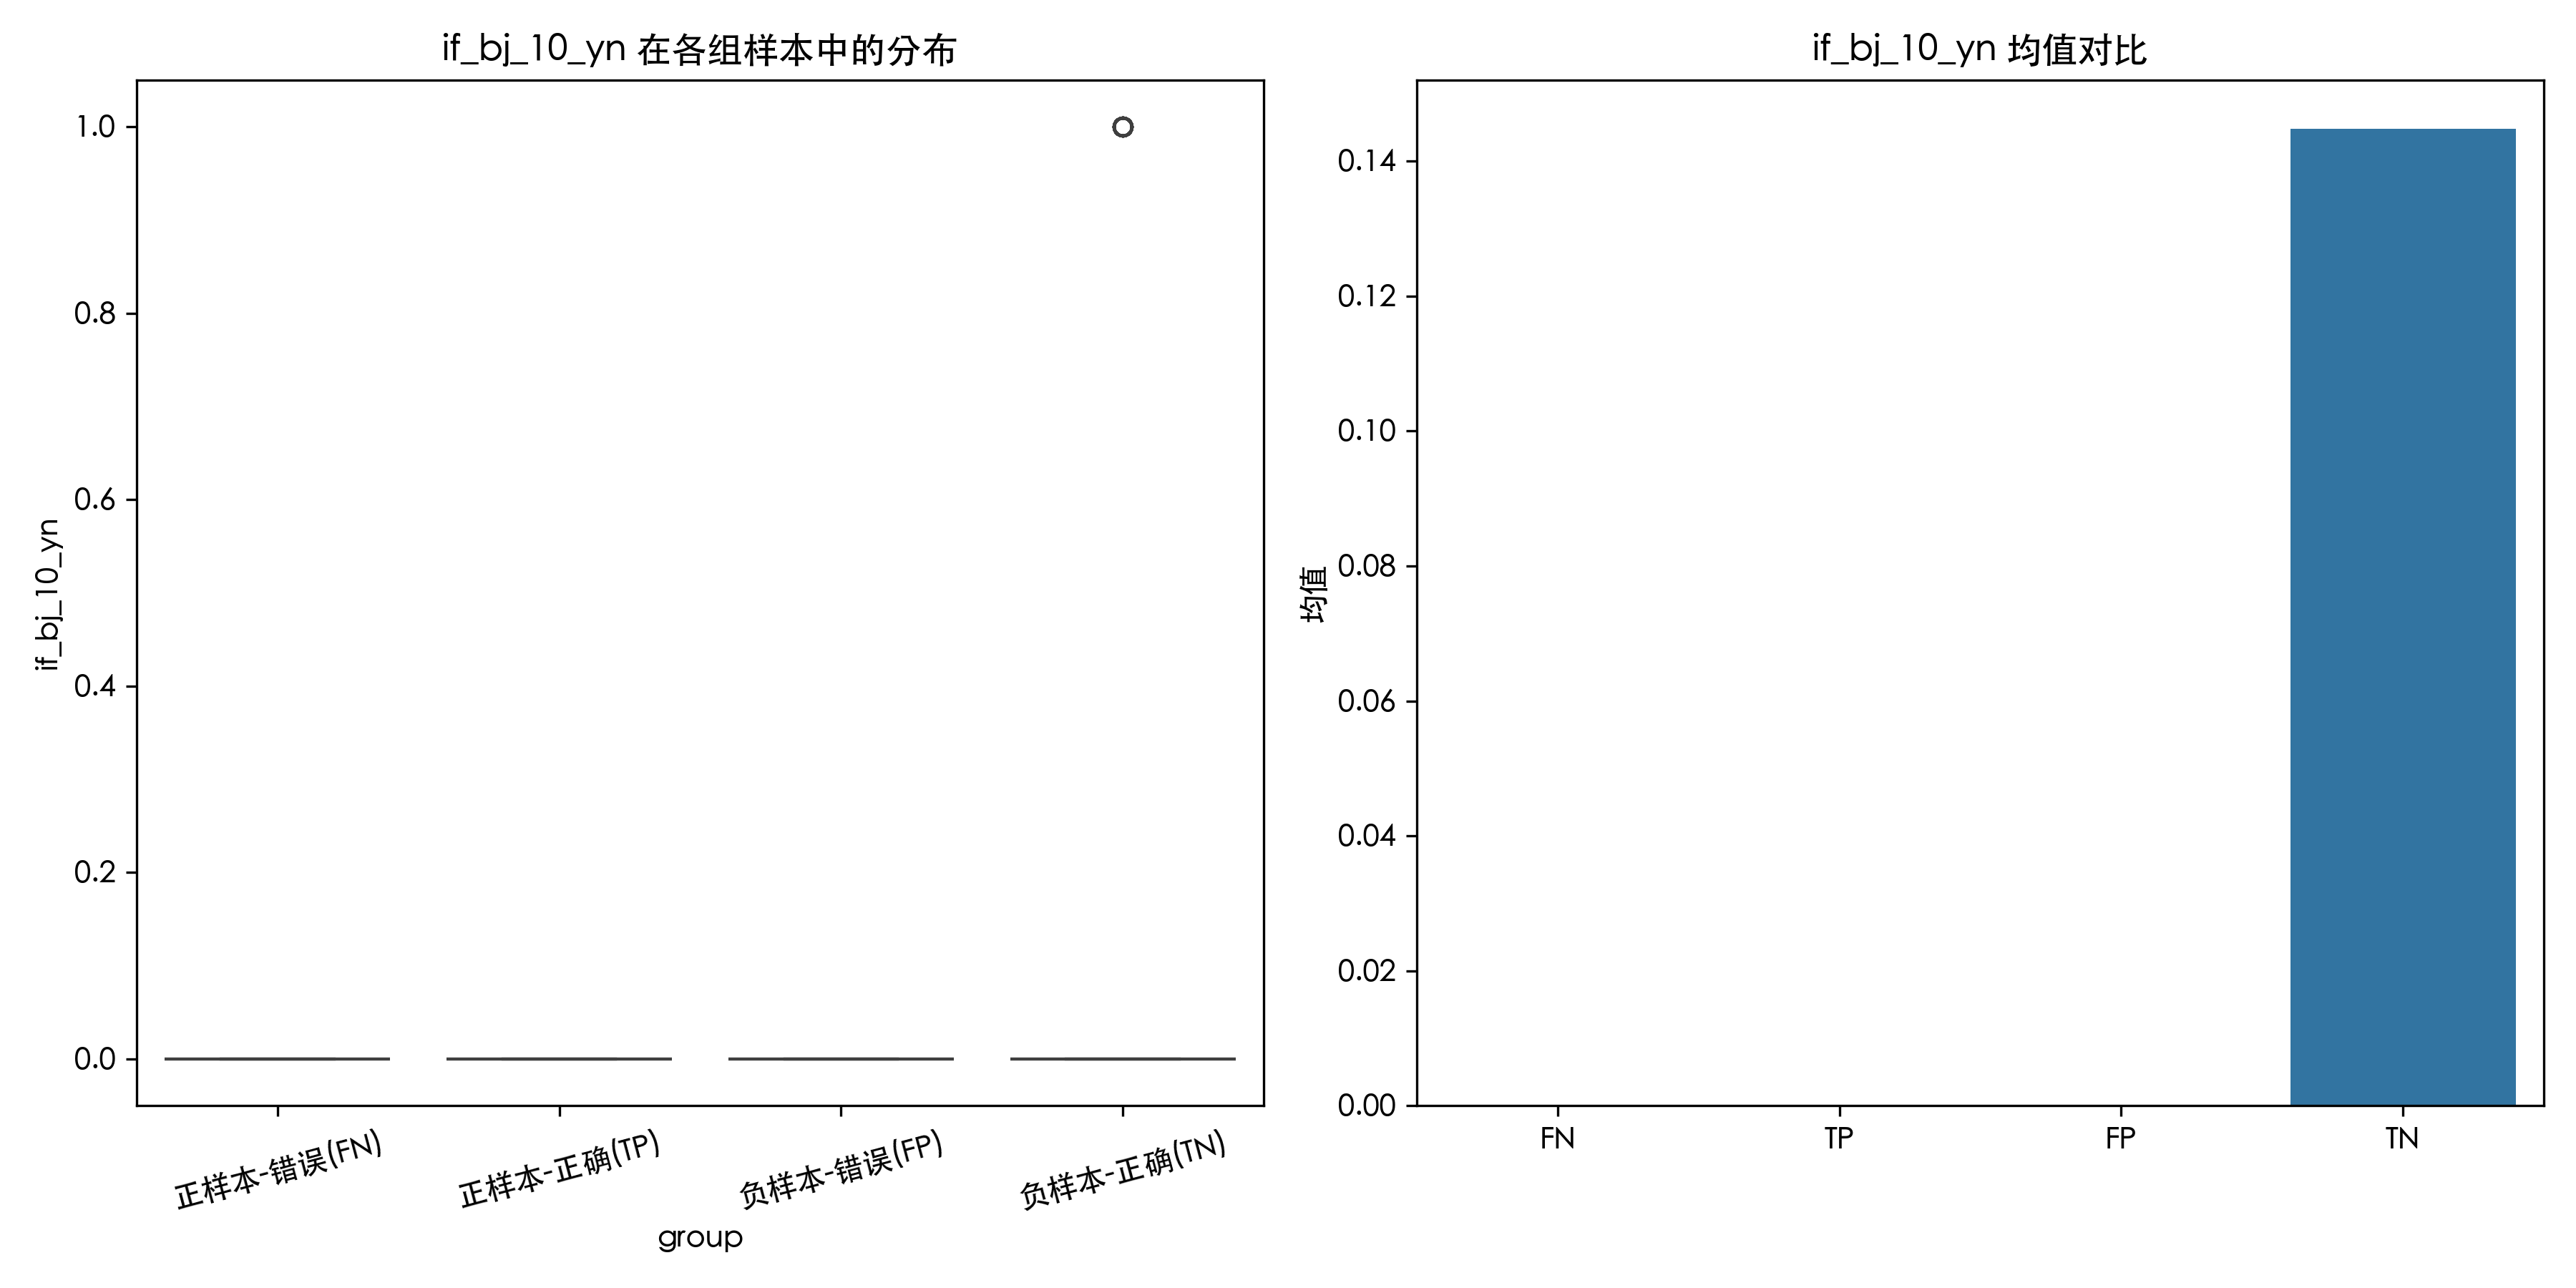 if_bj_10_yn 在各组样本中的分布
if_bj_10_yn
1.0
0.8
0.6
0.4
0.2
0.0
正样本-错误(FN)
正样本-正确(TP)
负样本-错误(FP)
负样本-正确(TN)
group
if_bj_10_yn 均值对比
均值
0.14
0.12
0.10
0.08
0.06
0.04
0.02
0.00
FN
TP
FP
TN